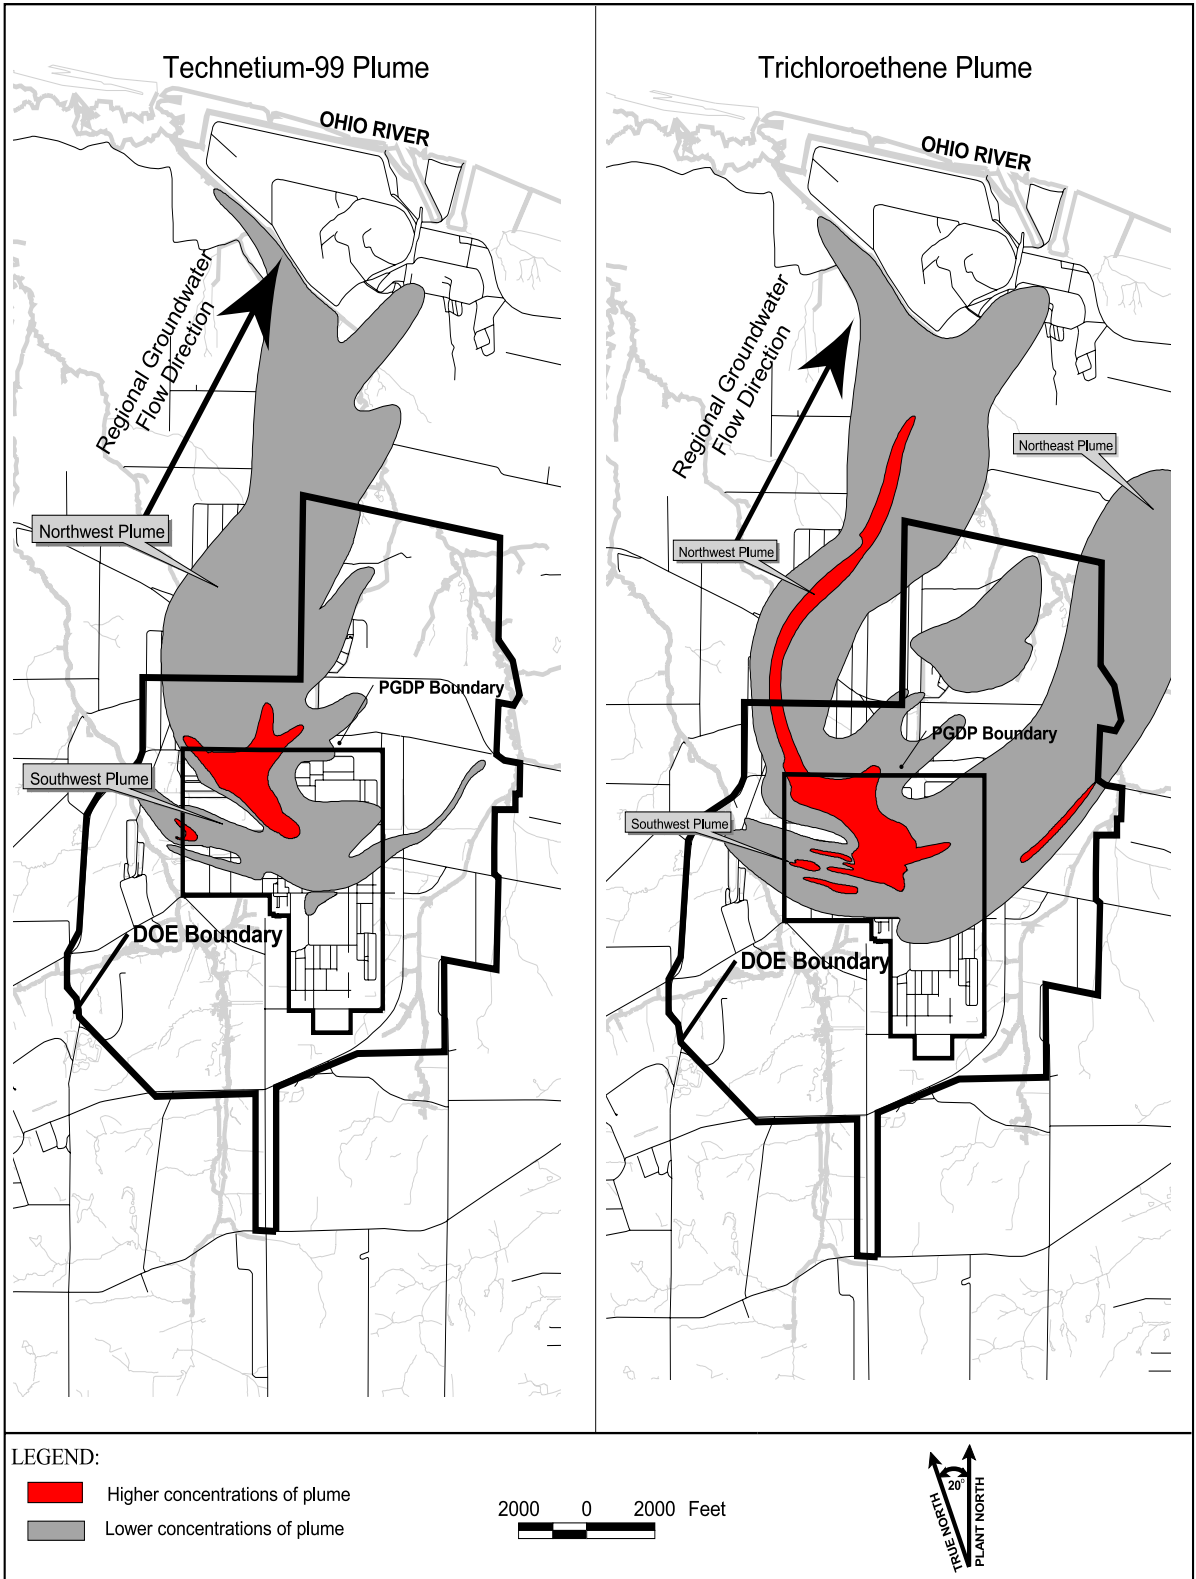 Technetium-99 Plume
OHIO RIVER
Regional Groundwater
Flow Direction
Northwest Plume
PGDP Boundary
Southwest Plume
DOE Boundary
Trichloroethene Plume
OHIO RIVER
Regional Groundwater
Flow Direction
Northeast Plume
Northwest Plume
PGDP Boundary
Southwest Plume
DOE Boundary
LEGEND:
Higher concentrations of plume
Lower concentrations of plume
2000 0 2000 Feet
20°
TRUE NORTH
PLANT NORTH